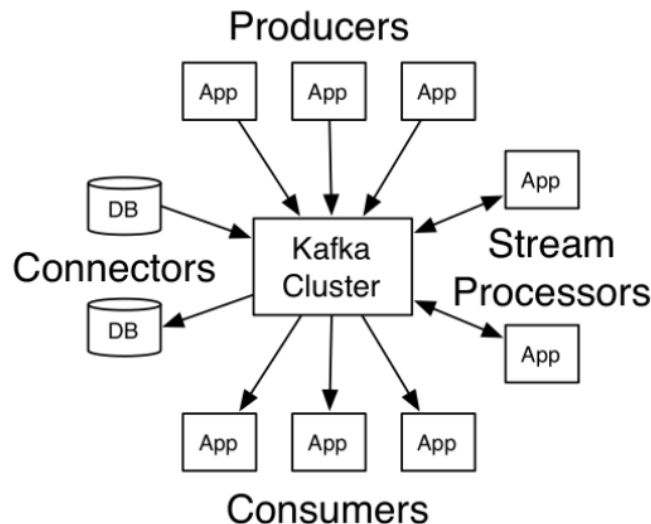 Producers
App
App
App
DB
App
Kafka
Cluster
Connectors
Stream
Processors
DB
App
App
App
App
Consumers